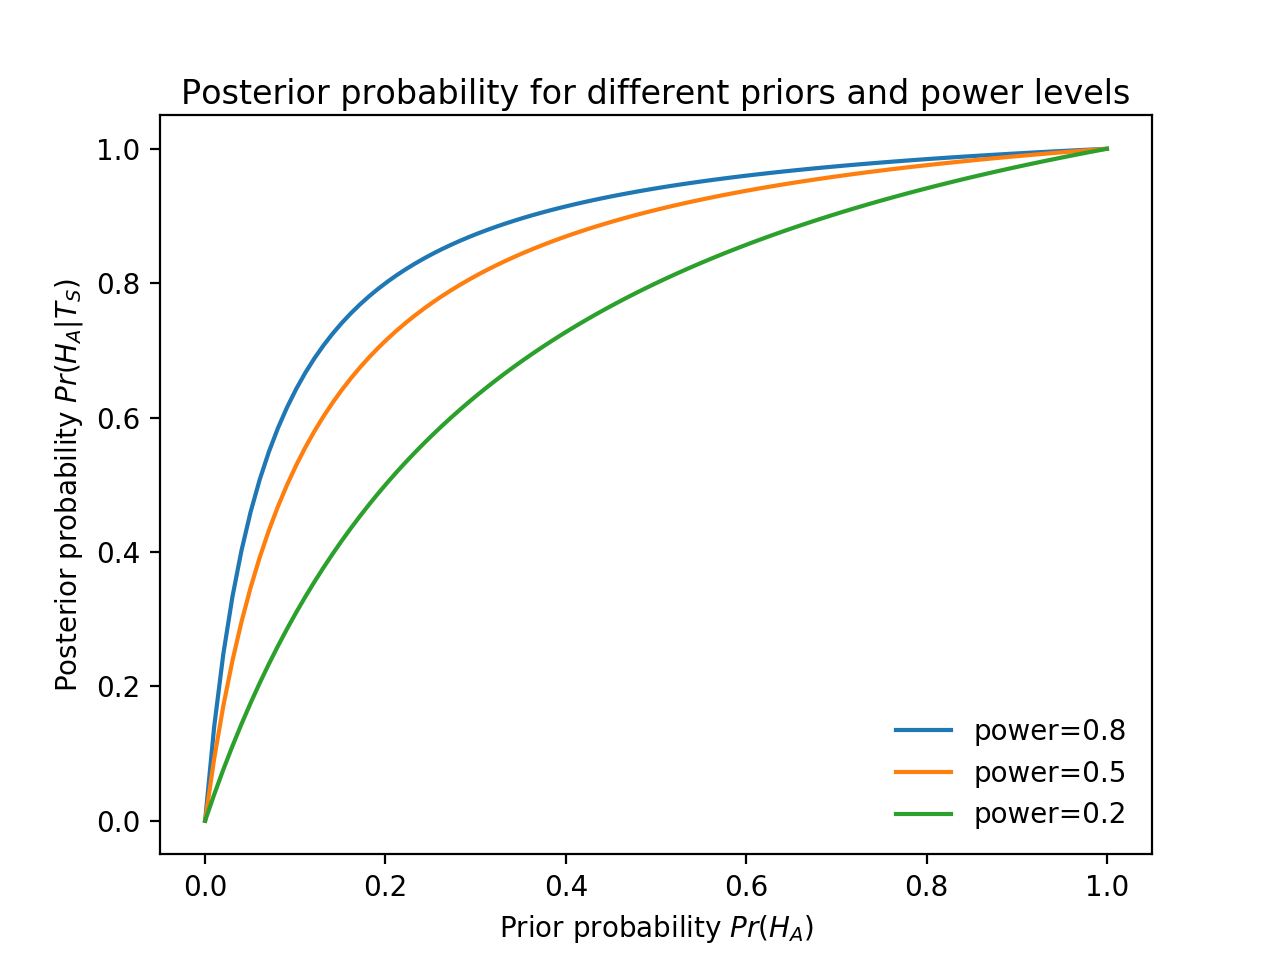 Posterior probability for different priors and power levels
Posterior probability Pr(H_A|T_S)
1.0
0.8
0.6
0.4
0.2
0.0
power=0.8
power=0.5
power=0.2
0.0 0.2 0.4 0.6 0.8 1.0
Prior probability Pr(H_A)